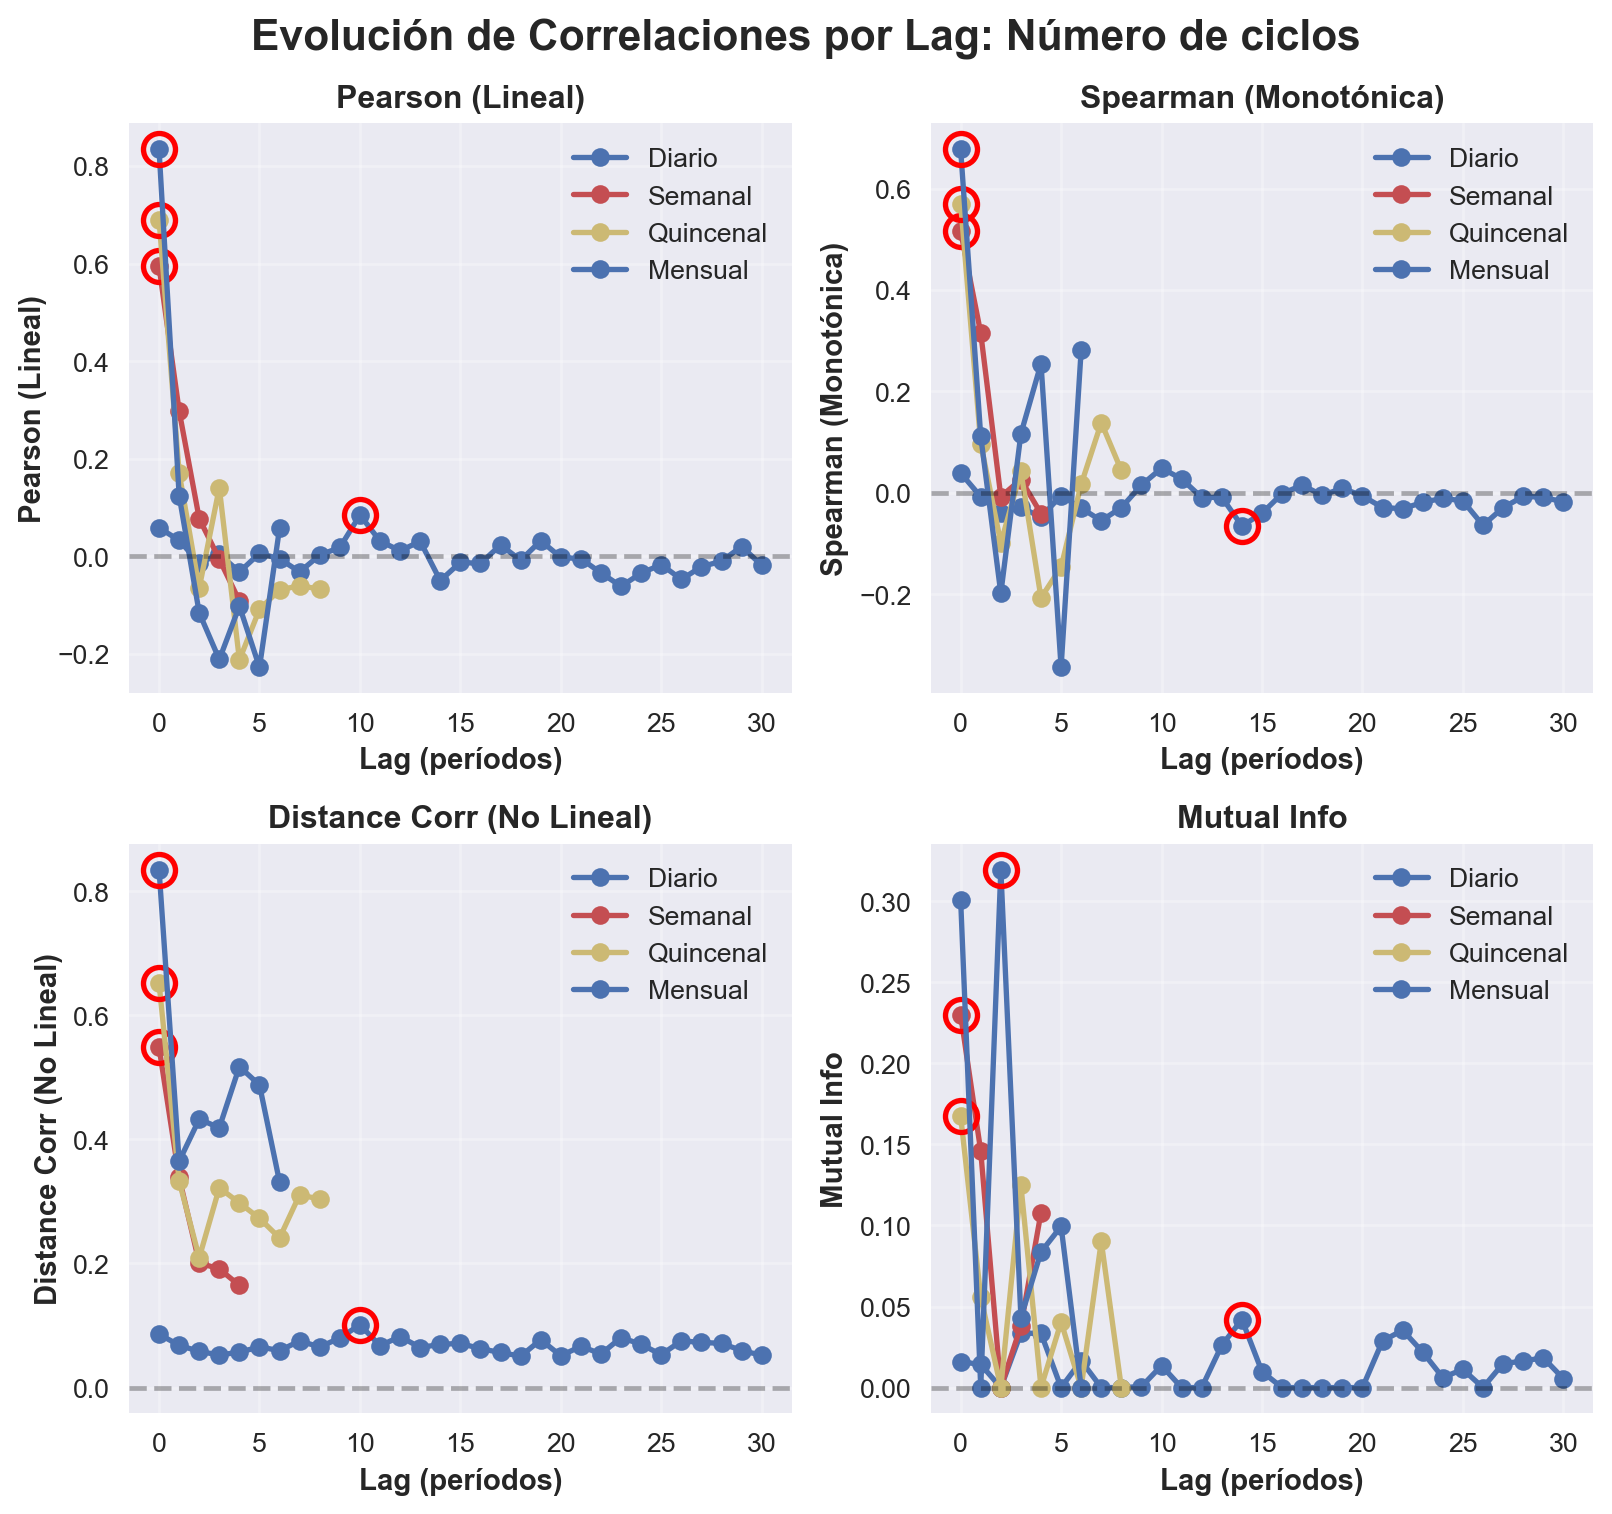 Evolución de Correlaciones por Lag: Número de ciclos
Pearson (Lineal)
Pearson (Lineal)
0.8
0.6
0.4
0.2
0.0
−0.2
Diario
Semanal
Quincenal
Mensual
0 5 10 15 20 25 30
Lag (períodos)
Spearman (Monotónica)
Spearman (Monotónica)
0.6
0.4
0.2
0.0
−0.2
Diario
Semanal
Quincenal
Mensual
0 5 10 15 20 25 30
Lag (períodos)
Distance Corr (No Lineal)
Distance Corr (No Lineal)
0.8
0.6
0.4
0.2
0.0
Diario
Semanal
Quincenal
Mensual
0 5 10 15 20 25 30
Lag (períodos)
Mutual Info
Mutual Info
0.30
0.25
0.20
0.15
0.10
0.05
0.00
Diario
Semanal
Quincenal
Mensual
0 5 10 15 20 25 30
Lag (períodos)